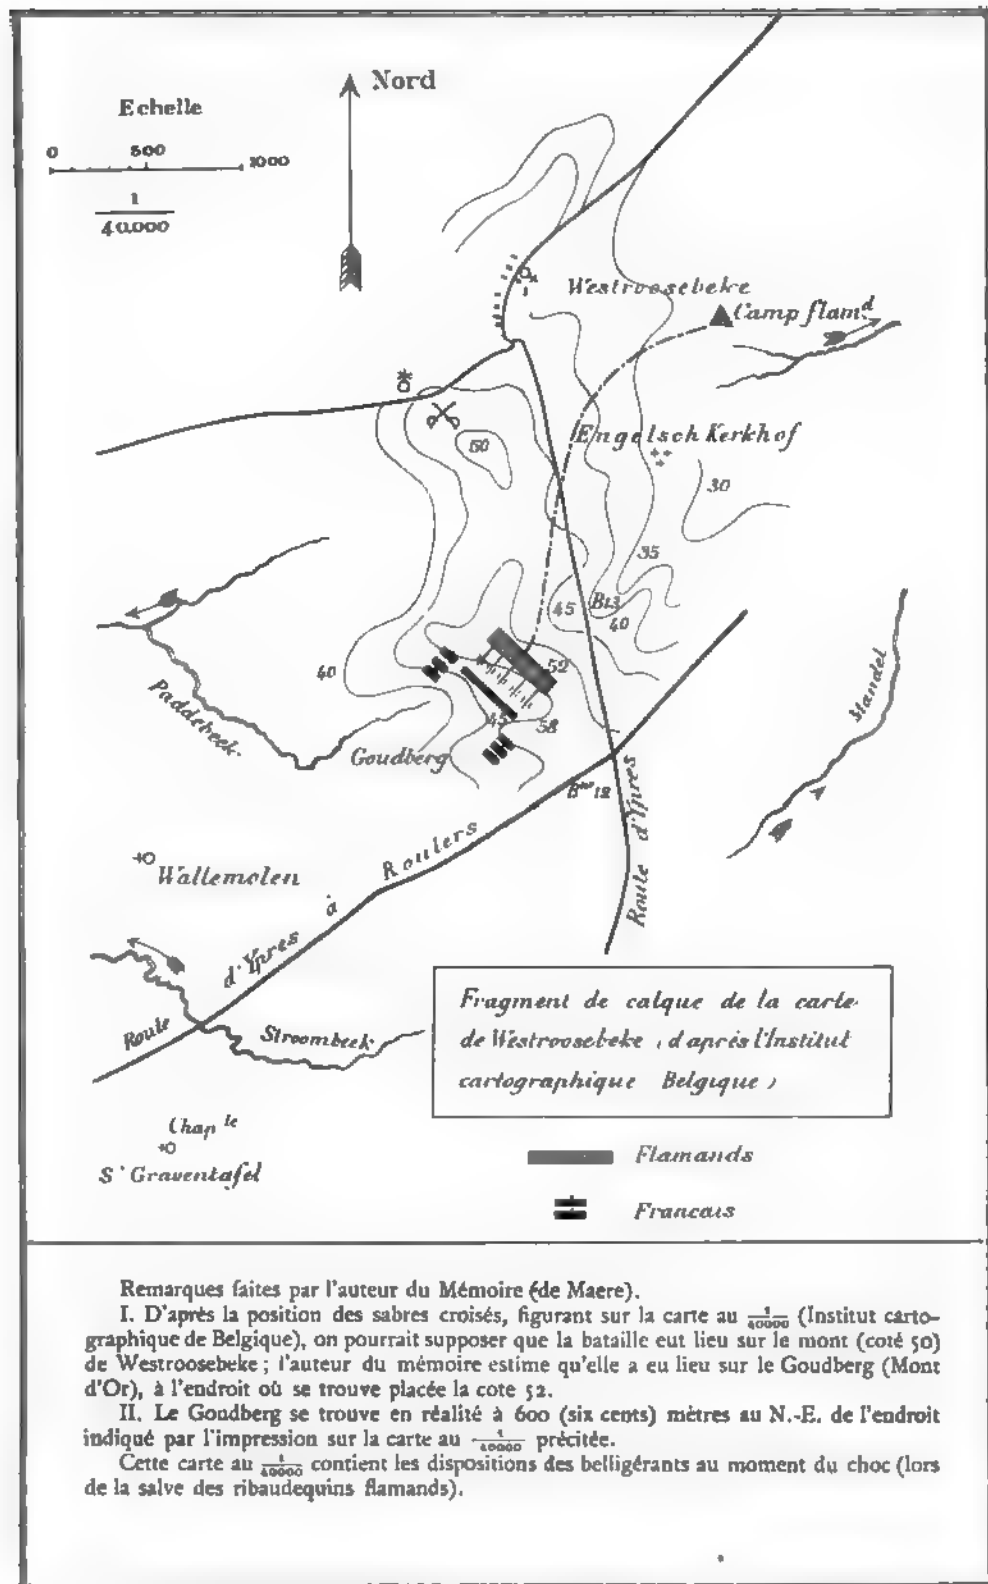 Nord
Echelle
0 500 1000
1
40.000
Westroosebeke
Camp flam^d
50
Engelsch Kerkhof
30
35
45 B13
40
52
40
Paddebeek
45 58
Goudberg
Mandel
B^ne 12
Route d'Ypres
Wallemolen
Route d'Ypres à Roulers
Stroombeek
Fragment de calque de la carte
de Westroosebeke (d'après l'Institut
cartographique Belgique)
Chap^le
S' Graventafel
Flamands
Francais
Remarques faites par l'auteur du Mémoire (de Maere).
I. D'après la position des sabres croisés, figurant sur la carte au 1/40000 (Institut carto-
graphique de Belgique), on pourrait supposer que la bataille eut lieu sur le mont (coté 50)
de Westroosebeke ; l'auteur du mémoire estime qu'elle a eu lieu sur le Goudberg (Mont
d'Or), à l'endroit où se trouve placée la cote 52.
II. Le Goudberg se trouve en réalité à 600 (six cents) mètres au N.-E. de l'endroit
indiqué par l'impression sur la carte au 1/40000 précitée.
Cette carte au 1/40000 contient les dispositions des belligérants au moment du choc (lors
de la salve des ribaudequins flamands).